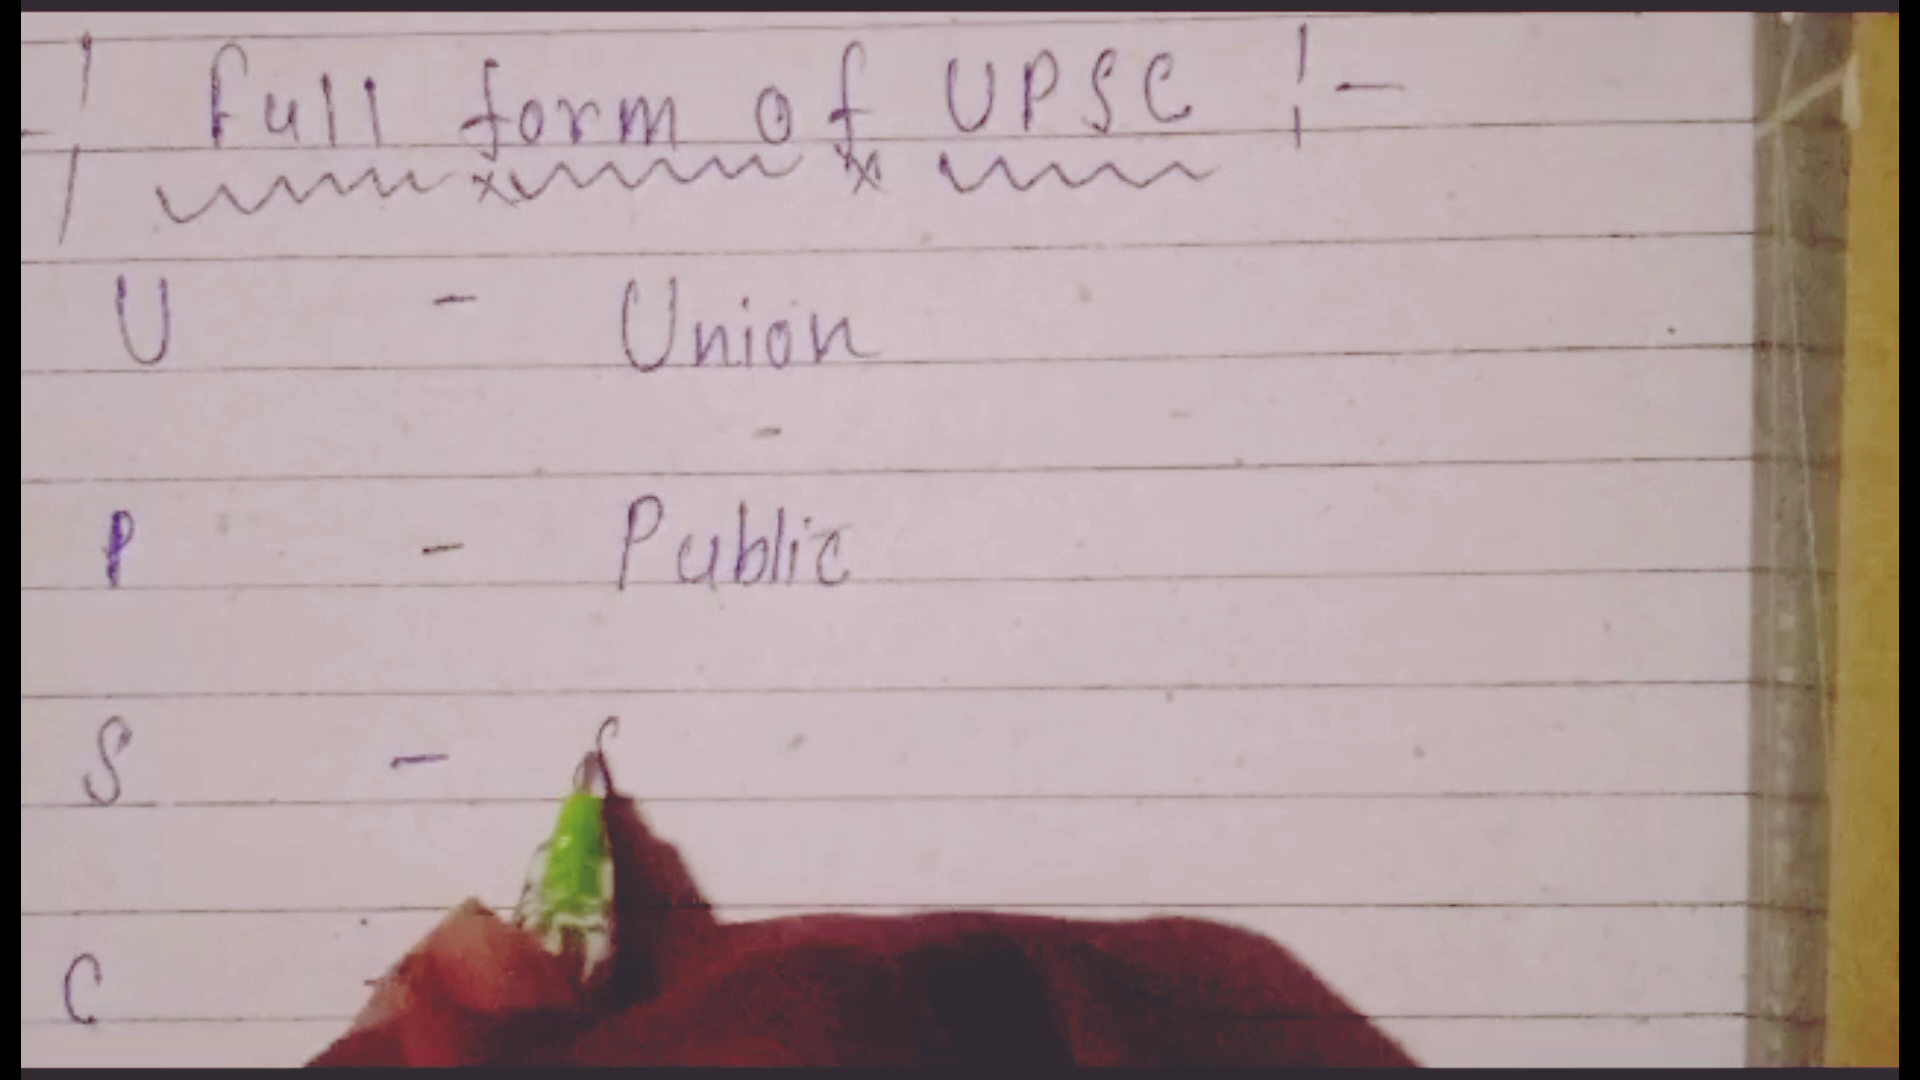 -! Full form of UPSC !-
U - Union
P - Public
S - S
C